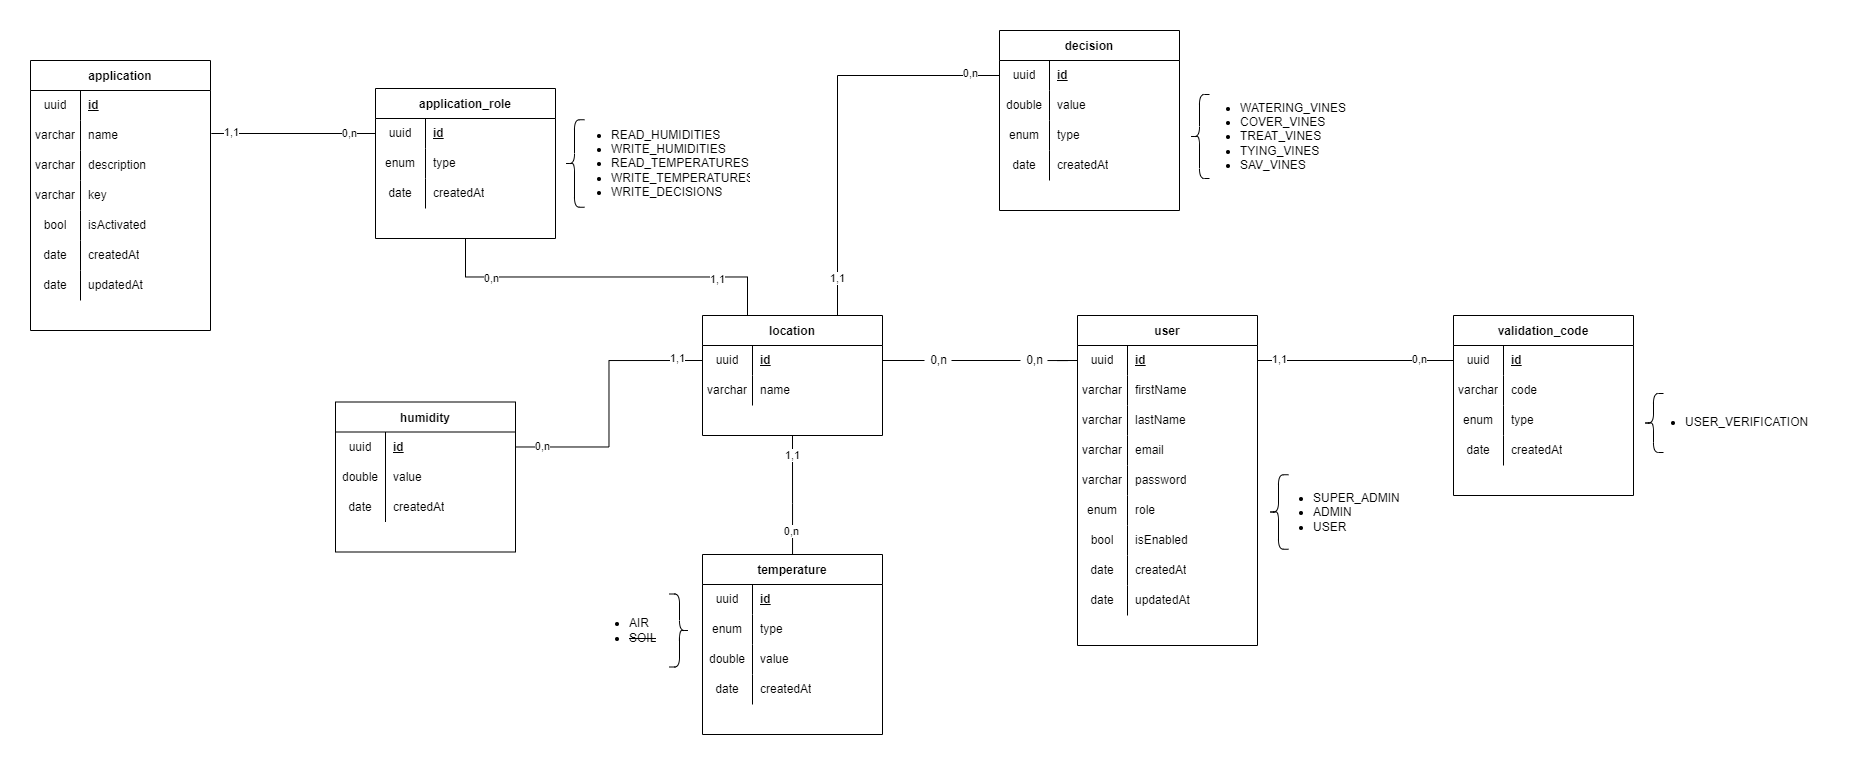 application
uuid id
varchar name
varchar description
varchar key
bool isActivated
date createdAt
date updatedAt
1,1
0,n
application_role
uuid id
enum type
date createdAt
READ_HUMIDITIES
WRITE_HUMIDITIES
READ_TEMPERATURES
WRITE_TEMPERATURES
WRITE_DECISIONS
0,n
1,1
decision
uuid id
double value
enum type
date createdAt
WATERING_VINES
COVER_VINES
TREAT_VINES
TYING_VINES
SAV_VINES
0,n
1,1
location
uuid id
varchar name
0,n
0,n
user
uuid id
varchar firstName
varchar lastName
varchar email
varchar password
enum role
bool isEnabled
date createdAt
date updatedAt
SUPER_ADMIN
ADMIN
USER
1,1
0,n
validation_code
uuid id
varchar code
enum type
date createdAt
USER_VERIFICATION
humidity
uuid id
double value
date createdAt
0,n
1,1
1,1
0,n
temperature
uuid id
enum type
double value
date createdAt
AIR
SOIL